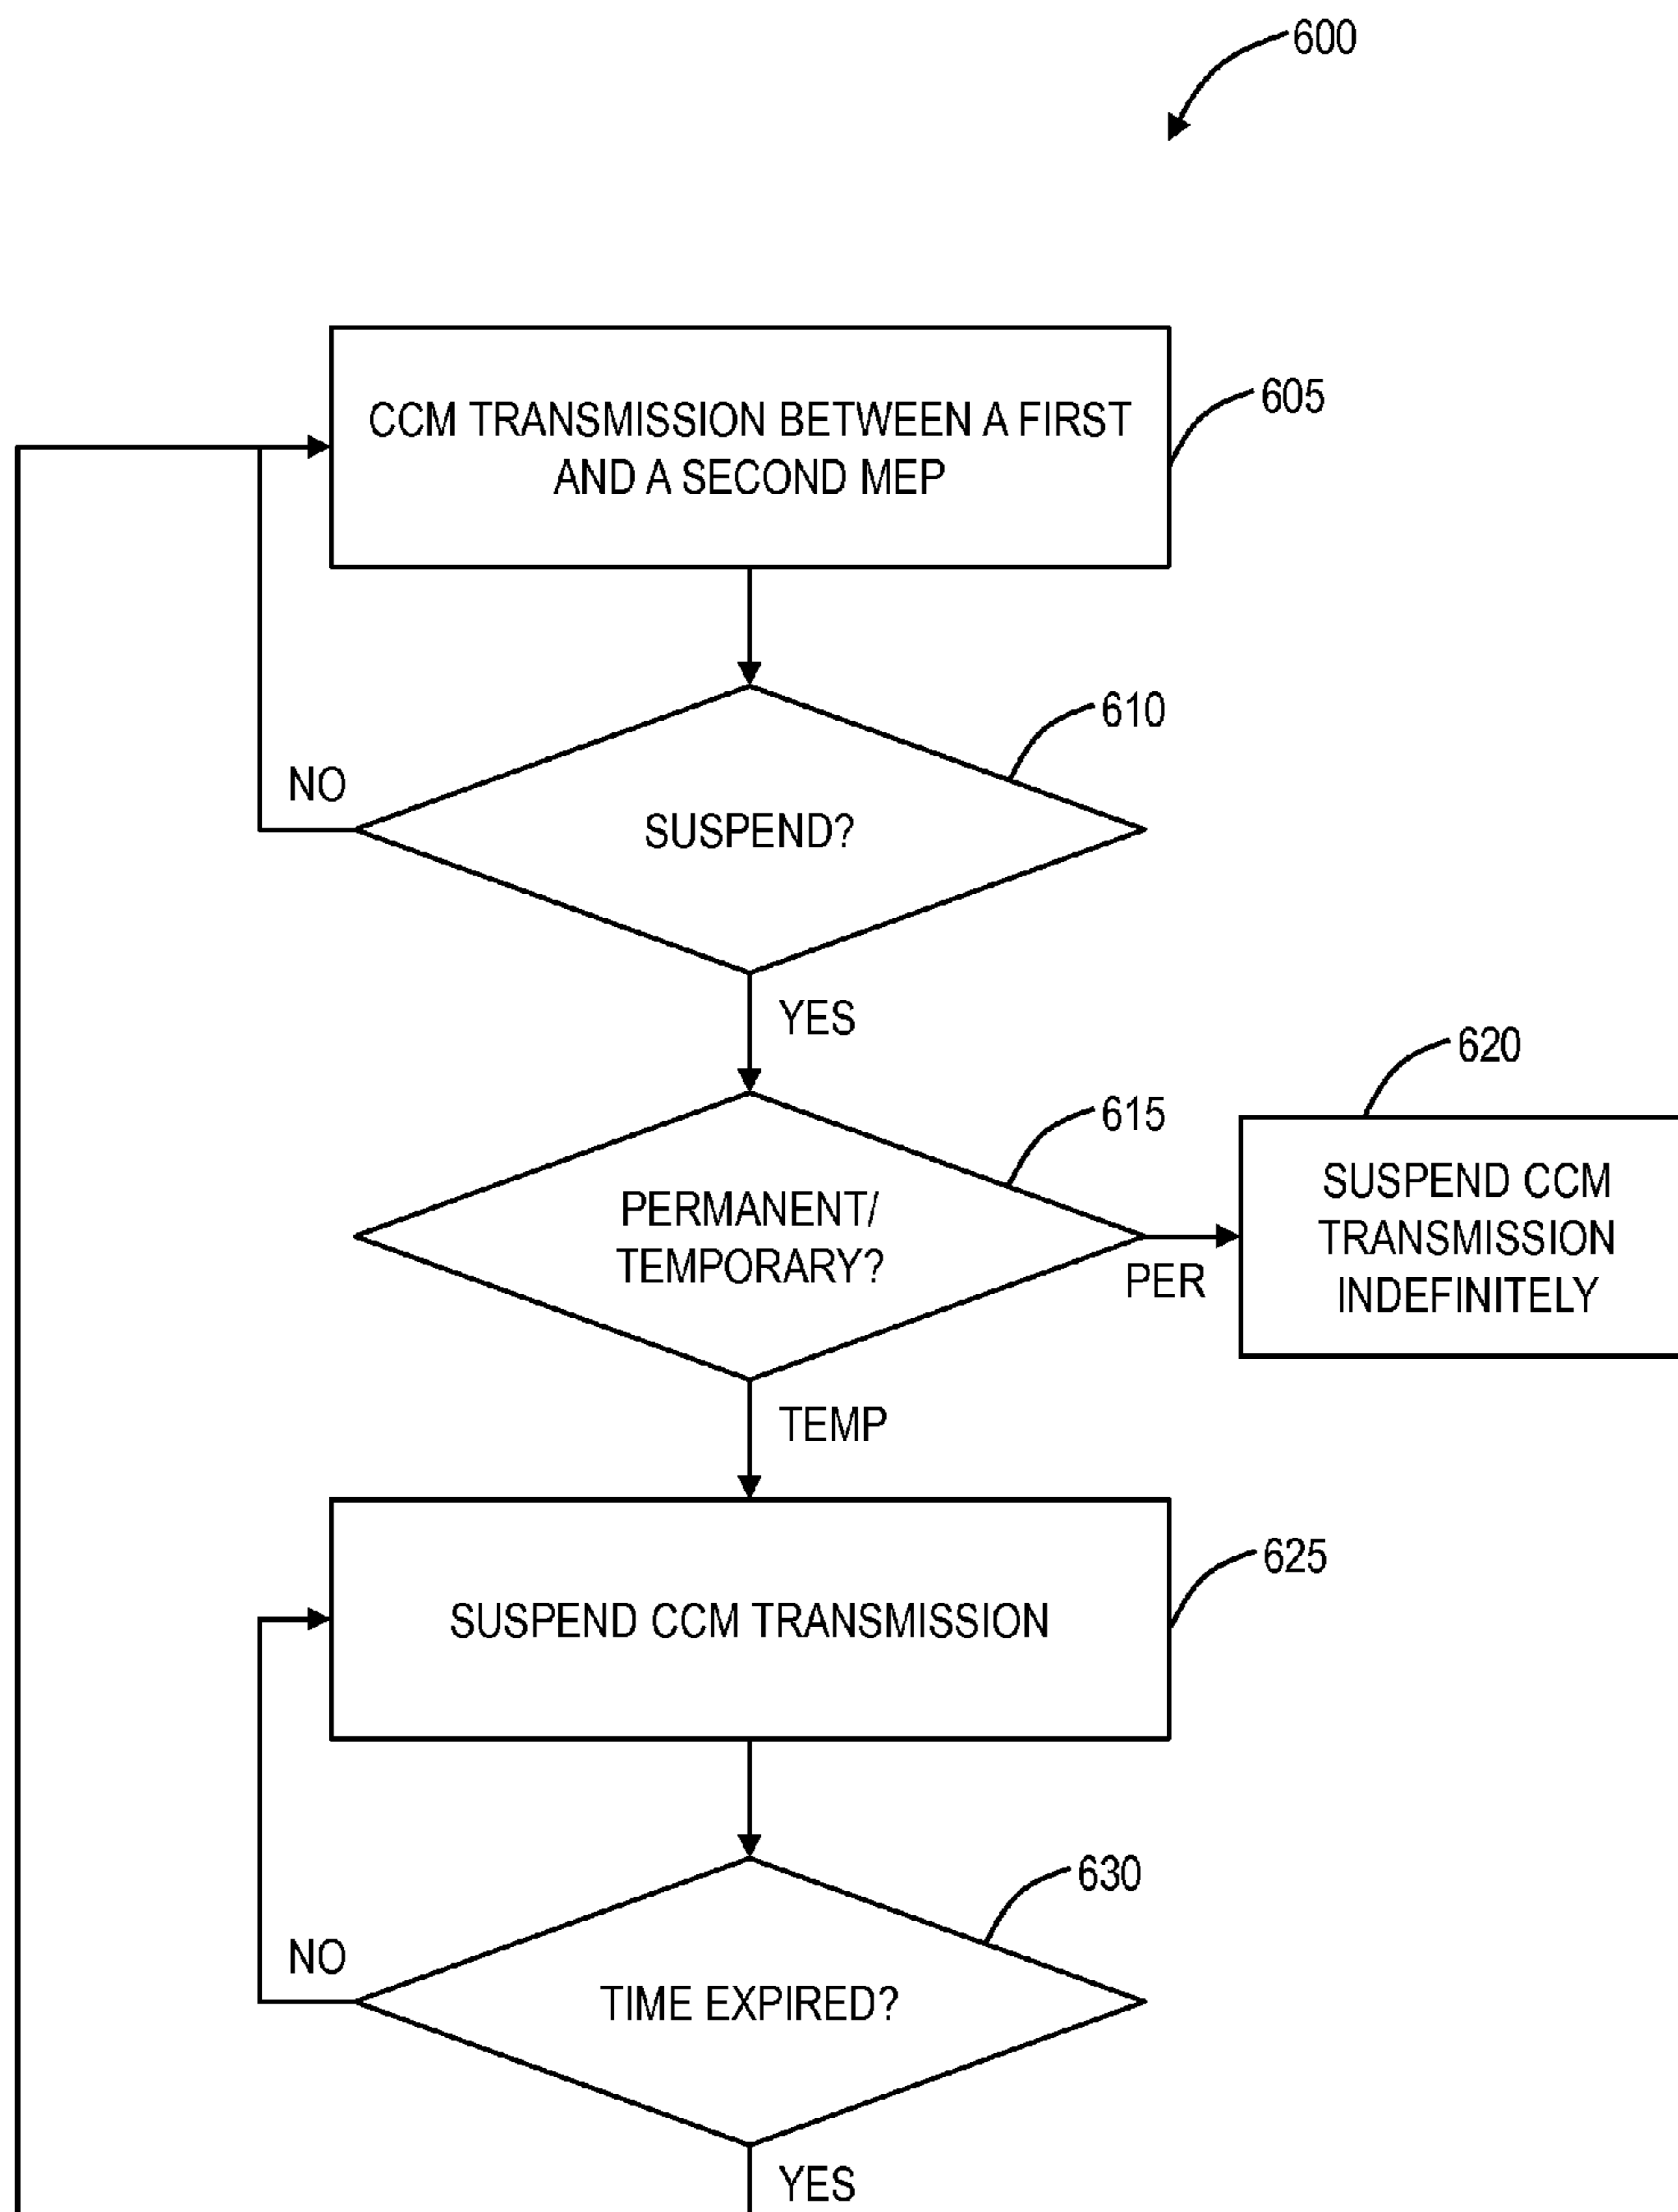 600
CCM TRANSMISSION BETWEEN A FIRST
AND A SECOND MEP
605
610
SUSPEND?
NO
YES
615
PERMANENT/
TEMPORARY?
PER
620
SUSPEND CCM
TRANSMISSION
INDEFINITELY
TEMP
625
SUSPEND CCM TRANSMISSION
630
TIME EXPIRED?
NO
YES